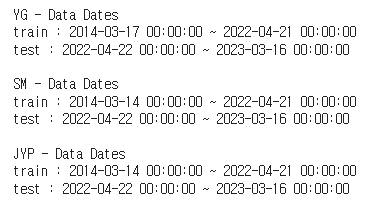 YG - Data Dates
train : 2014-03-17 00:00:00 ~ 2022-04-21 00:00:00
test : 2022-04-22 00:00:00 ~ 2023-03-16 00:00:00
SM - Data Dates
train : 2014-03-14 00:00:00 ~ 2022-04-21 00:00:00
test : 2022-04-22 00:00:00 ~ 2023-03-16 00:00:00
JYP - Data Dates
train : 2014-03-14 00:00:00 ~ 2022-04-21 00:00:00
test : 2022-04-22 00:00:00 ~ 2023-03-16 00:00:00